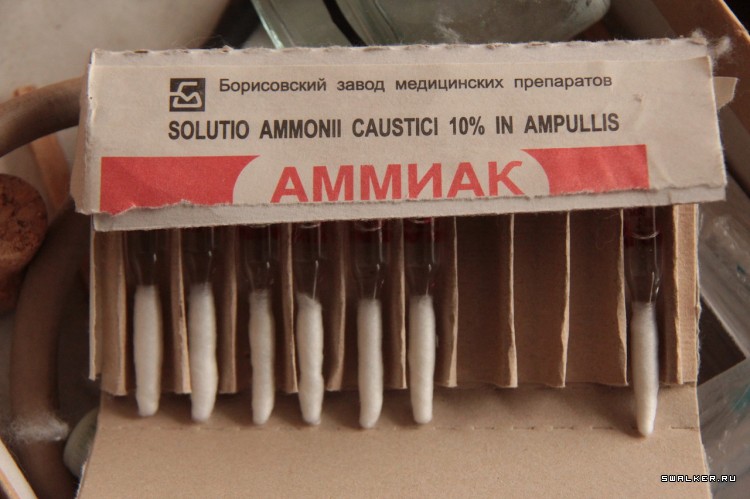 Борисовский завод медицинских препаратов
SOLUTIO AMMONII CAUSTICI 10% IN AMPULLIS
АММИАК
SWALKER.RU